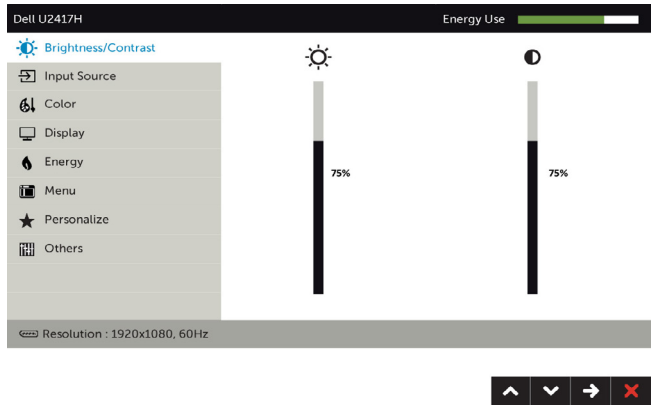 Dell U2417H
Energy Use
Brightness/Contrast
Input Source
Color
Display
Energy
Menu
Personalize
Others
75%
75%
Resolution : 1920x1080, 60Hz